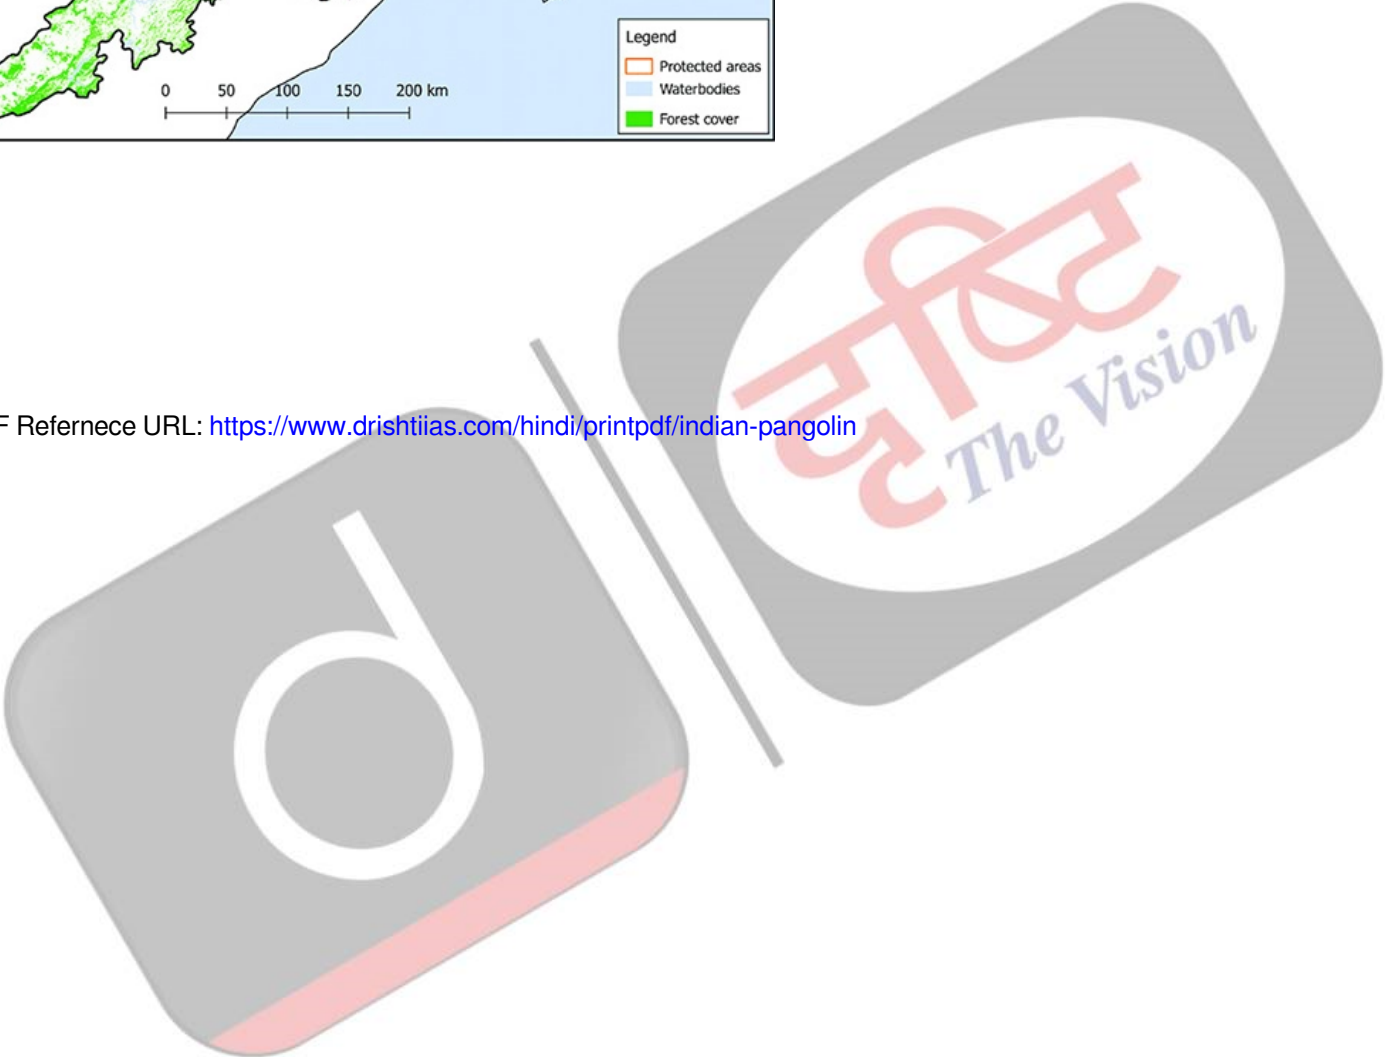 Legend
Protected areas
0 50 100 150 200 km
Waterbodies
Forest cover
F Refernece URL: https://www.drishtiias.com/hindi/printpdf/indian-pangolin
दृष्टि
The Vision
d